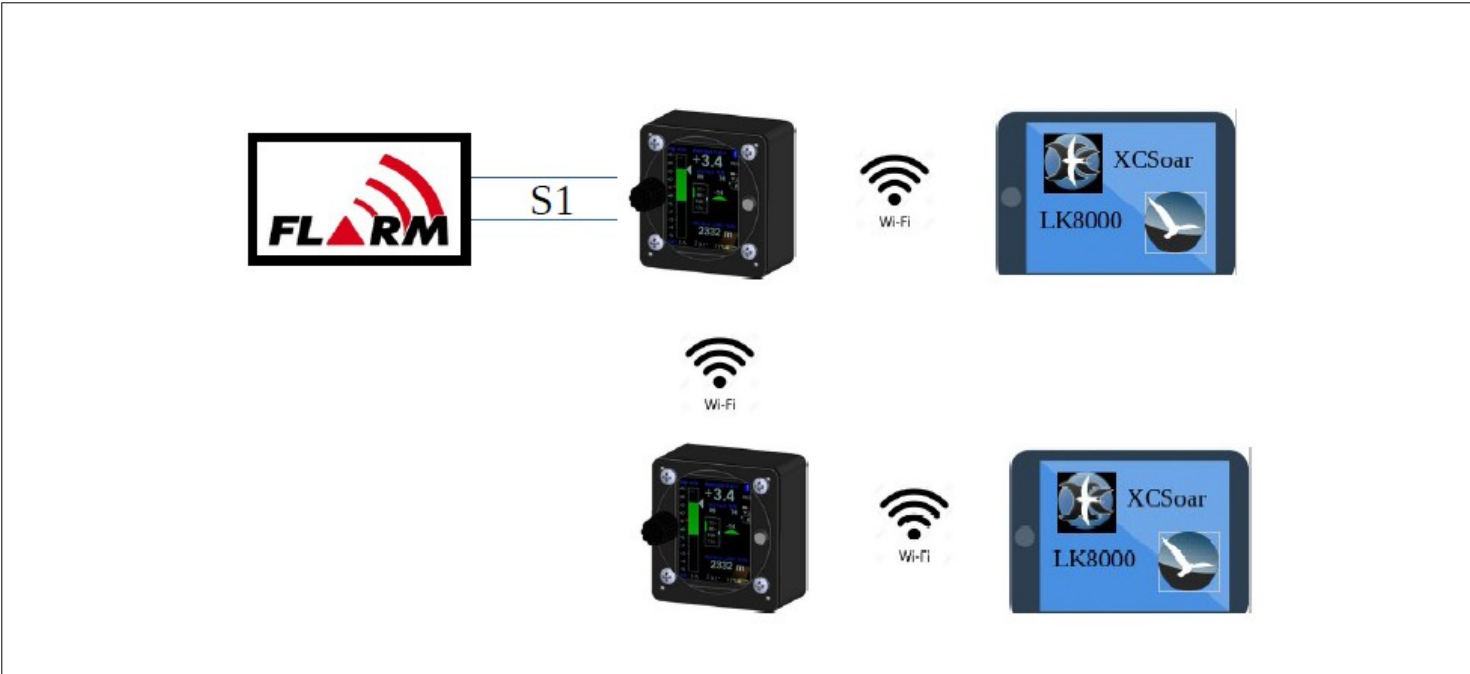 FLARM
S1
+3.4
2332 m
Wi-Fi
XCSoar
LK8000
Wi-Fi
+3.4
2332 m
Wi-Fi
XCSoar
LK8000